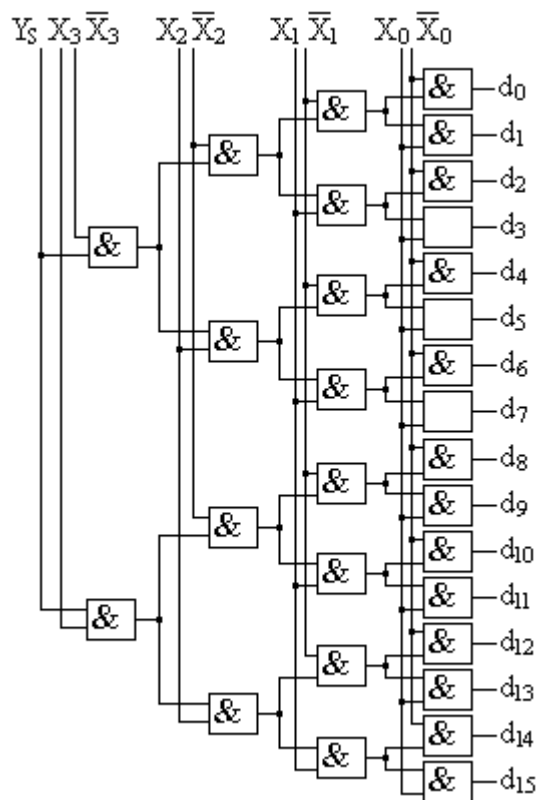 Y_S X_3 X̅_3 X_2 X̅_2 X_1 X̅_1 X_0 X̅_0
& d_0
&
& d_1
&
& d_2
&
d_3
&
& d_4
&
d_5
&
& d_6
&
d_7
& d_8
&
& d_9
&
& d_10
&
& d_11
&
& d_12
&
& d_13
&
& d_14
&
& d_15